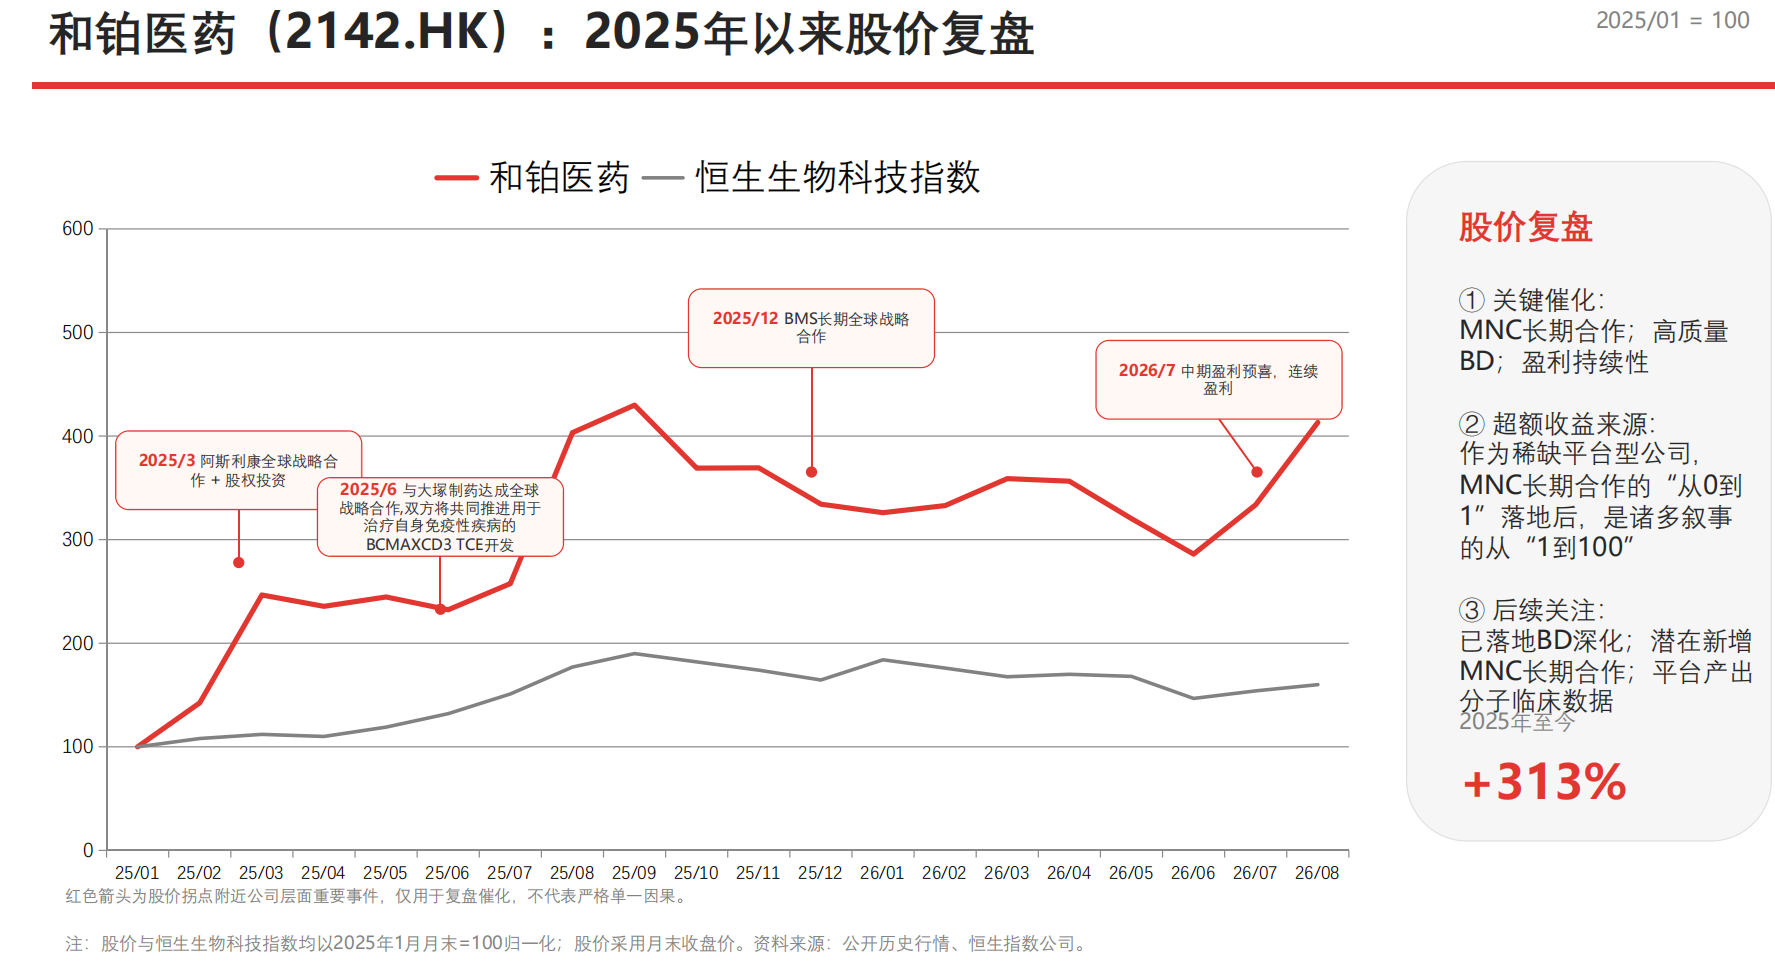 和铂医药（2142.HK）：2025年以来股价复盘
2025/01 = 100
和铂医药
恒生生物科技指数
600
500
400
300
200
100
0
2025/3 阿斯利康全球战略合
作 + 股权投资
2025/6 与大塚制药达成全球
战略合作,双方将共同推进用于
治疗自身免疫性疾病的
BCMAXCD3 TCE开发
2025/12 BMS长期全球战略
合作
2026/7 中期盈利预喜，连续
盈利
25/01 25/02 25/03 25/04 25/05 25/06 25/07 25/08 25/09 25/10 25/11 25/12 26/01 26/02 26/03 26/04 26/05 26/06 26/07 26/08
红色箭头为股价拐点附近公司层面重要事件，仅用于复盘催化，不代表严格单一因果。
注：股价与恒生生物科技指数均以2025年1月月末=100归一化；股价采用月末收盘价。资料来源：公开历史行情、恒生指数公司。
股价复盘
① 关键催化：
MNC长期合作；高质量
BD；盈利持续性
② 超额收益来源：
作为稀缺平台型公司，
MNC长期合作的“从0到
1”落地后，是诸多叙事
的从“1到100”
③ 后续关注：
已落地BD深化；潜在新增
MNC长期合作；平台产出
分子临床数据
2025年至今
+313%